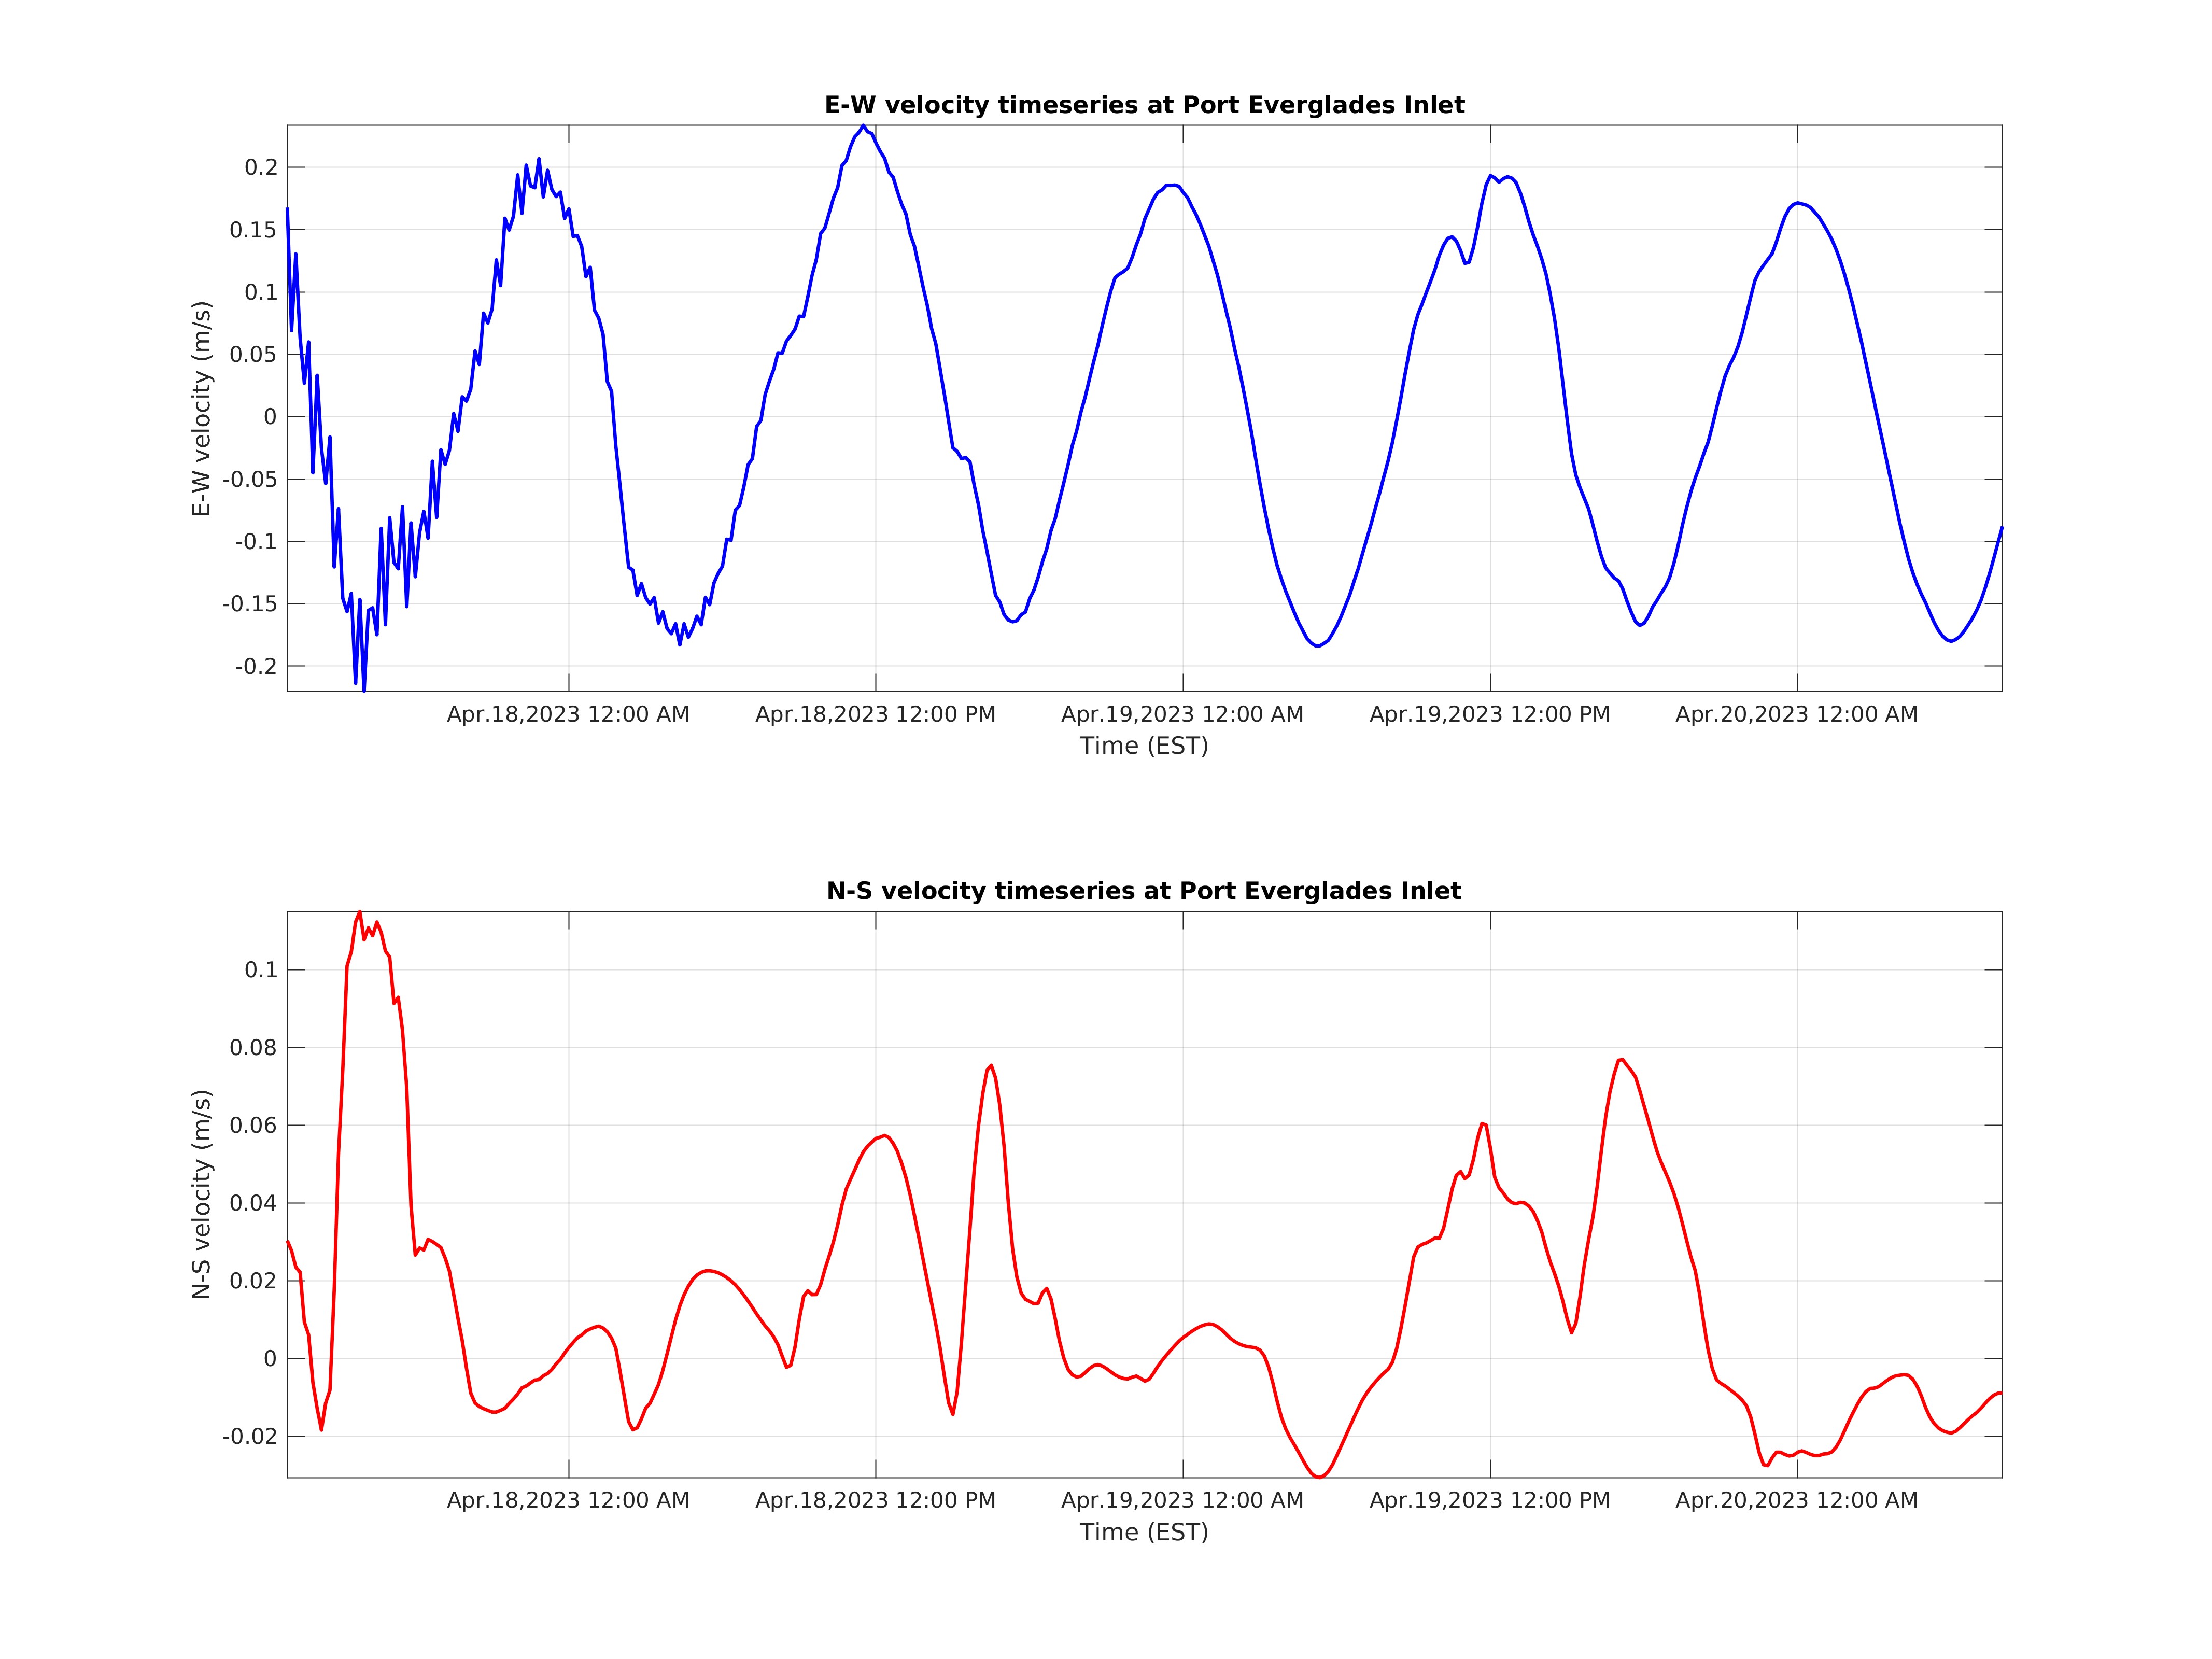 E-W velocity timeseries at Port Everglades Inlet
E-W velocity (m/s)
0.2
0.15
0.1
0.05
0
-0.05
-0.1
-0.15
-0.2
Apr.18,2023 12:00 AM
Apr.18,2023 12:00 PM
Apr.19,2023 12:00 AM
Apr.19,2023 12:00 PM
Apr.20,2023 12:00 AM
Time (EST)
N-S velocity timeseries at Port Everglades Inlet
N-S velocity (m/s)
0.1
0.08
0.06
0.04
0.02
0
-0.02
Apr.18,2023 12:00 AM
Apr.18,2023 12:00 PM
Apr.19,2023 12:00 AM
Apr.19,2023 12:00 PM
Apr.20,2023 12:00 AM
Time (EST)